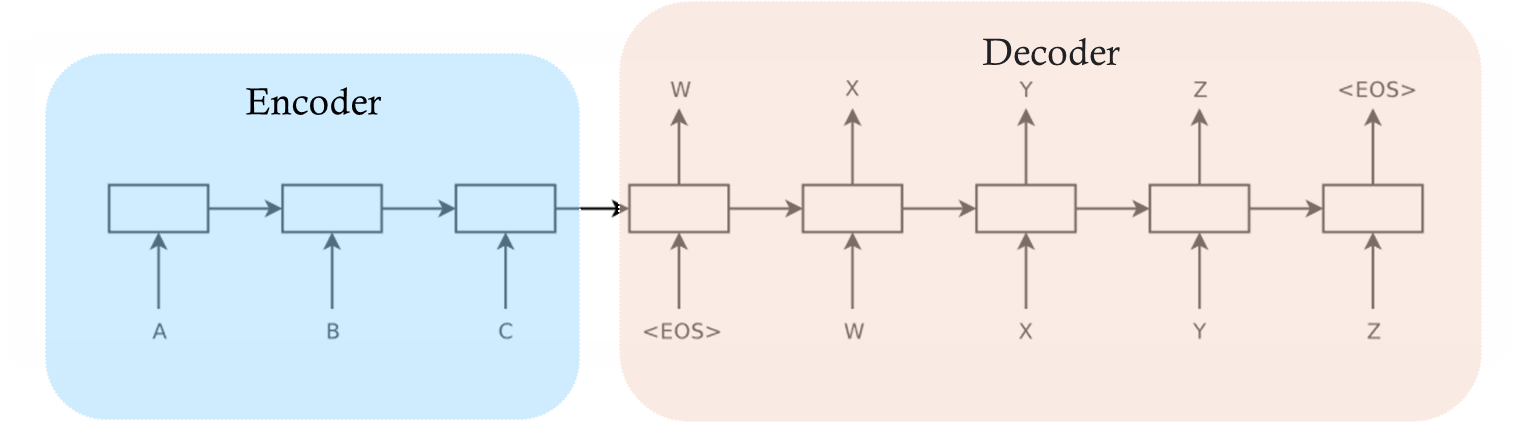 Encoder
A B C
Decoder
W X Y Z <EOS>
<EOS> W X Y Z